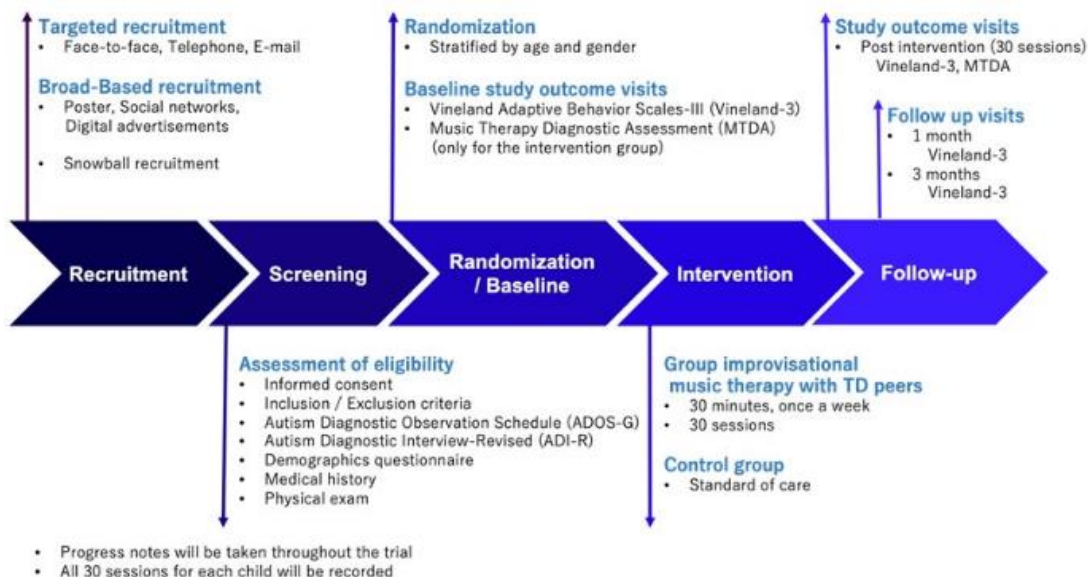 Targeted recruitment
• Face-to-face, Telephone, E-mail
Broad-Based recruitment
• Poster, Social networks,
Digital advertisements
• Snowball recruitment
Randomization
• Stratified by age and gender
Baseline study outcome visits
• Vineland Adaptive Behavior Scales-III (Vineland-3)
• Music Therapy Diagnostic Assessment (MTDA)
(only for the intervention group)
Study outcome visits
• Post intervention (30 sessions)
Vineland-3, MTDA
Follow up visits
• 1 month
Vineland-3
• 3 months
Vineland-3
Recruitment
Screening
Randomization
/ Baseline
Intervention
Follow-up
Assessment of eligibility
• Informed consent
• Inclusion / Exclusion criteria
• Autism Diagnostic Observation Schedule (ADOS-G)
• Autism Diagnostic Interview-Revised (ADI-R)
• Demographics questionnaire
• Medical history
• Physical exam
Group improvisational
music therapy with TD peers
• 30 minutes, once a week
• 30 sessions
Control group
• Standard of care
• Progress notes will be taken throughout the trial
• All 30 sessions for each child will be recorded